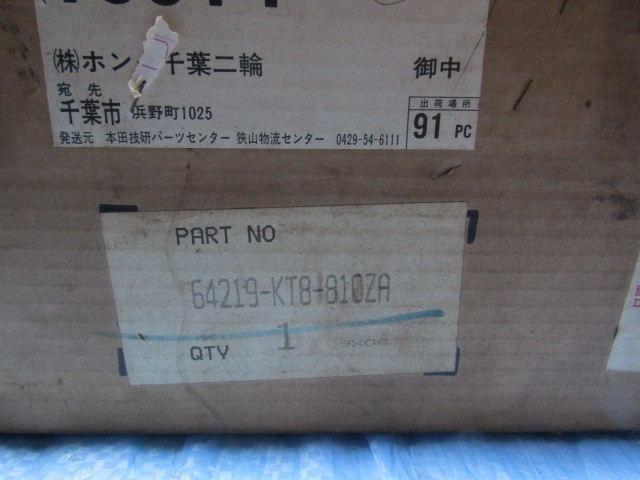 (株)ホン 千葉二輪 御中
宛先
千葉市 浜野町1025
出荷場所
91 PC
発送元 本田技研パーツセンター 狭山物流センター 0429-54-6111
PART NO
64219-KT8-810ZA
QTY 1